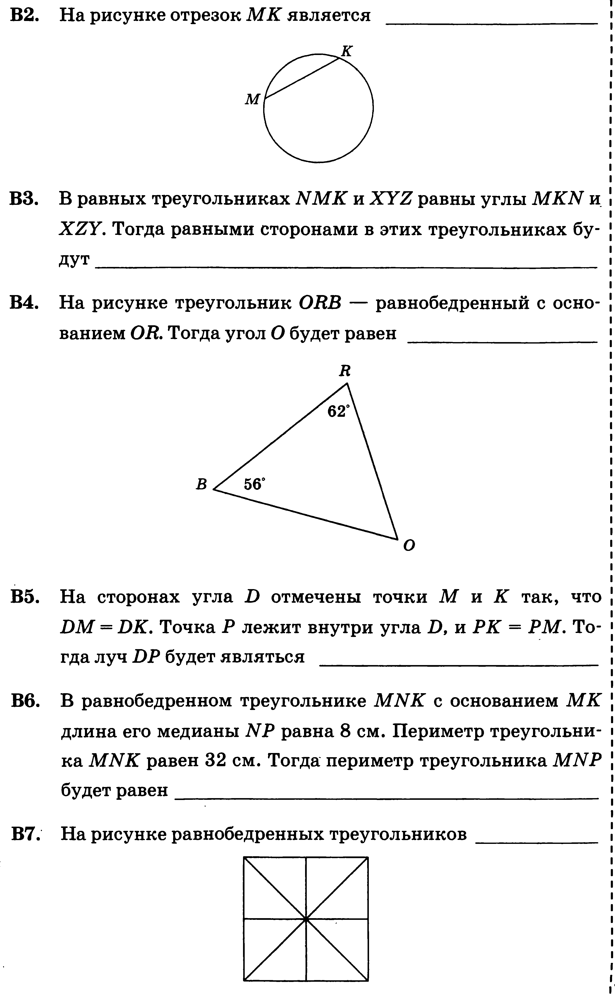 В2. На рисунке отрезок MK является
K
M
В3. В равных треугольниках NMK и XYZ равны углы MKN и
XZY. Тогда равными сторонами в этих треугольниках бу-
дут
В4. На рисунке треугольник ORB — равнобедренный с осно-
ванием OR. Тогда угол O будет равен
R
62°
B 56°
O
В5. На сторонах угла D отмечены точки M и K так, что
DM = DK. Точка P лежит внутри угла D, и PK = PM. То-
гда луч DP будет являться
В6. В равнобедренном треугольнике MNK с основанием MK
длина его медианы NP равна 8 см. Периметр треугольни-
ка MNK равен 32 см. Тогда периметр треугольника MNP
будет равен
В7. На рисунке равнобедренных треугольников